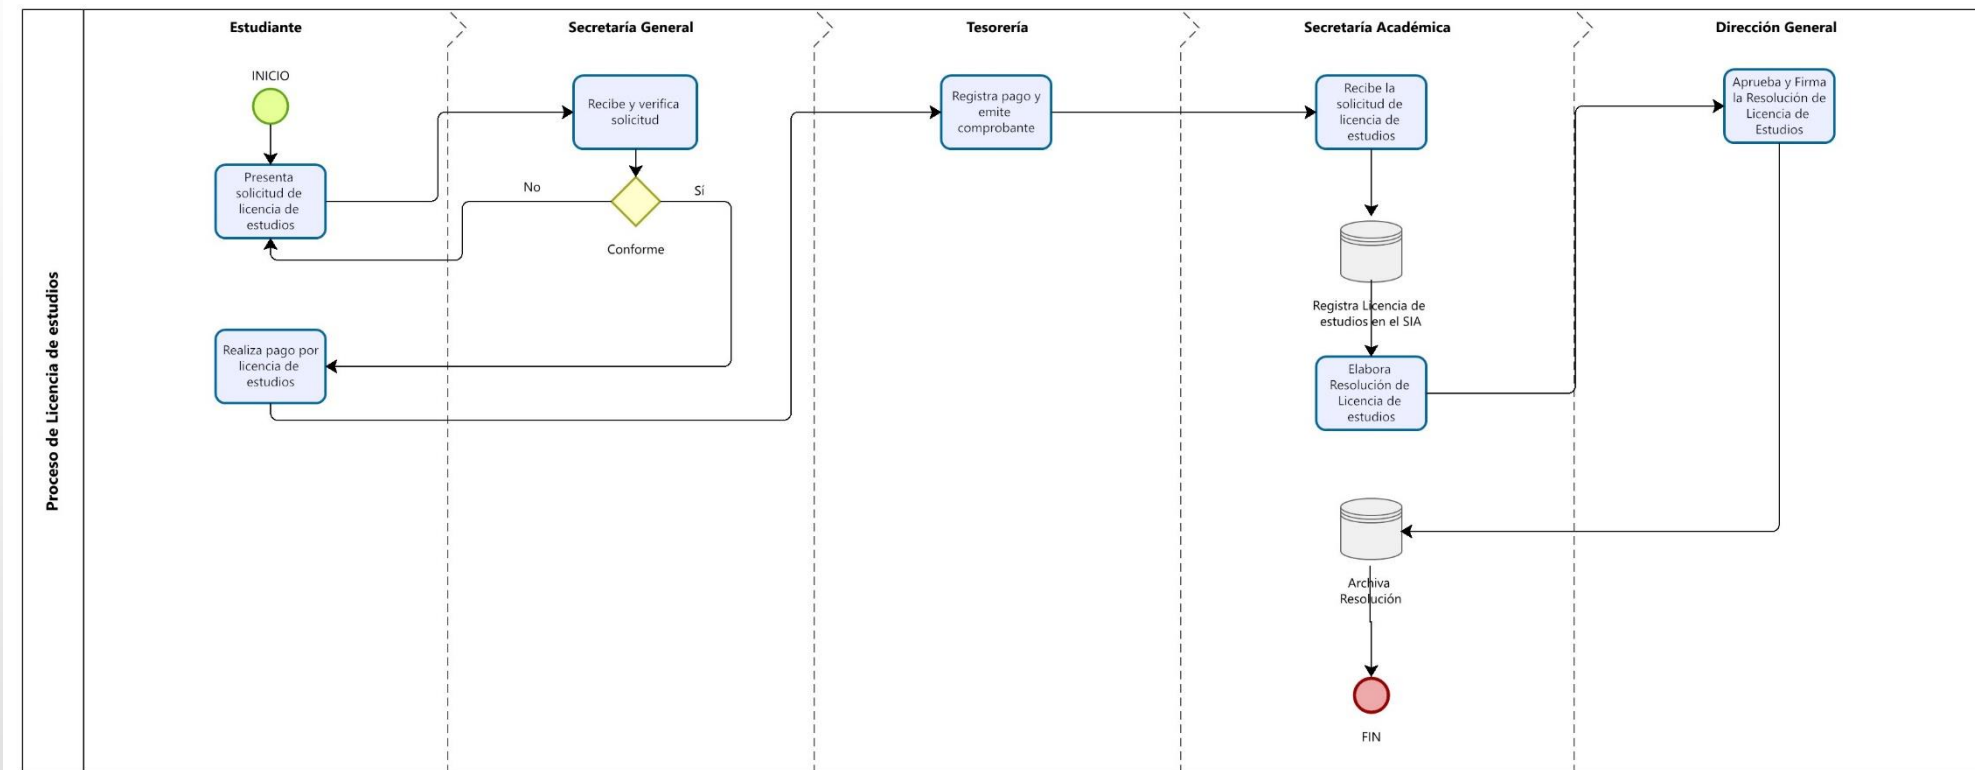 Proceso de Licencia de estudios
Estudiante
Secretaría General
Tesorería
Secretaría Académica
Dirección General
INICIO
Presenta
solicitud de
licencia de
estudios
Realiza pago por
licencia de
estudios
Recibe y verifica
solicitud
No
Sí
Conforme
Registra pago y
emite
comprobante
Recibe la
solicitud de
licencia de
estudios
Registra Licencia de
estudios en el SIA
Elabora
Resolución de
Licencia de
estudios
Archiva
Resolución
FIN
Aprueba y Firma
la Resolución de
Licencia de
Estudios